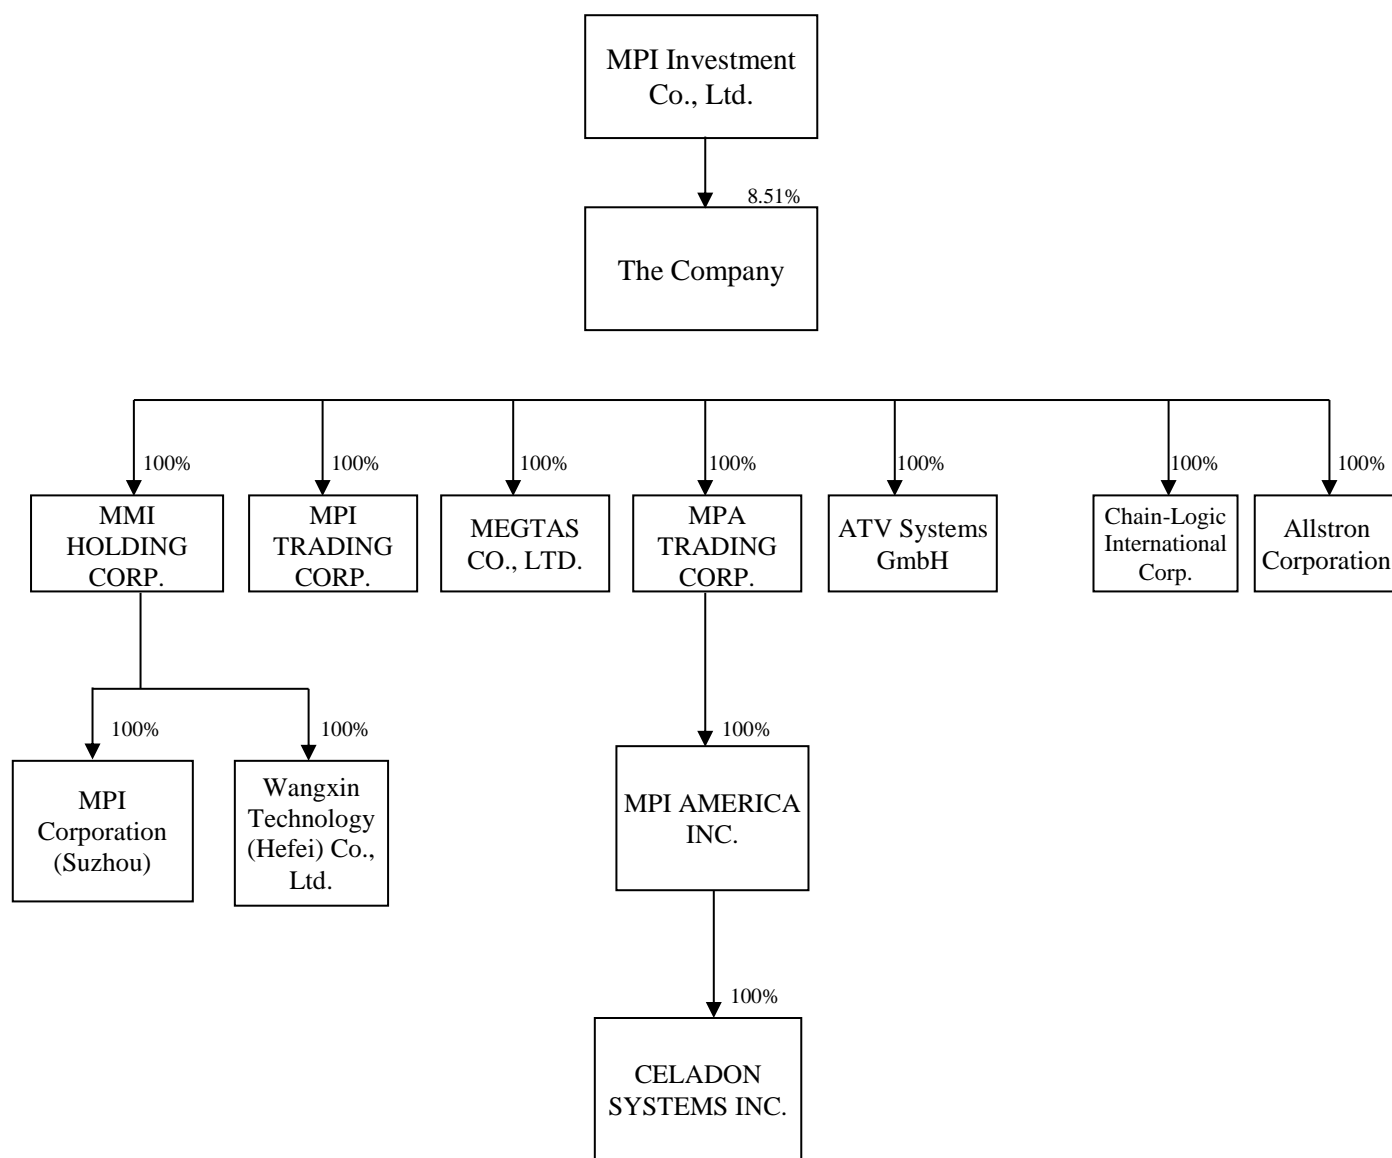 MPI Investment
Co., Ltd.
8.51%
The Company
100%
100%
100%
100%
100%
100%
100%
MMI
HOLDING
CORP.
MPI
TRADING
CORP.
MEGTAS
CO., LTD.
MPA
TRADING
CORP.
ATV Systems
GmbH
Chain-Logic
International
Corp.
Allstron
Corporation
100%
100%
100%
MPI
Corporation
(Suzhou)
Wangxin
Technology
(Hefei) Co.,
Ltd.
MPI AMERICA
INC.
100%
CELADON
SYSTEMS INC.